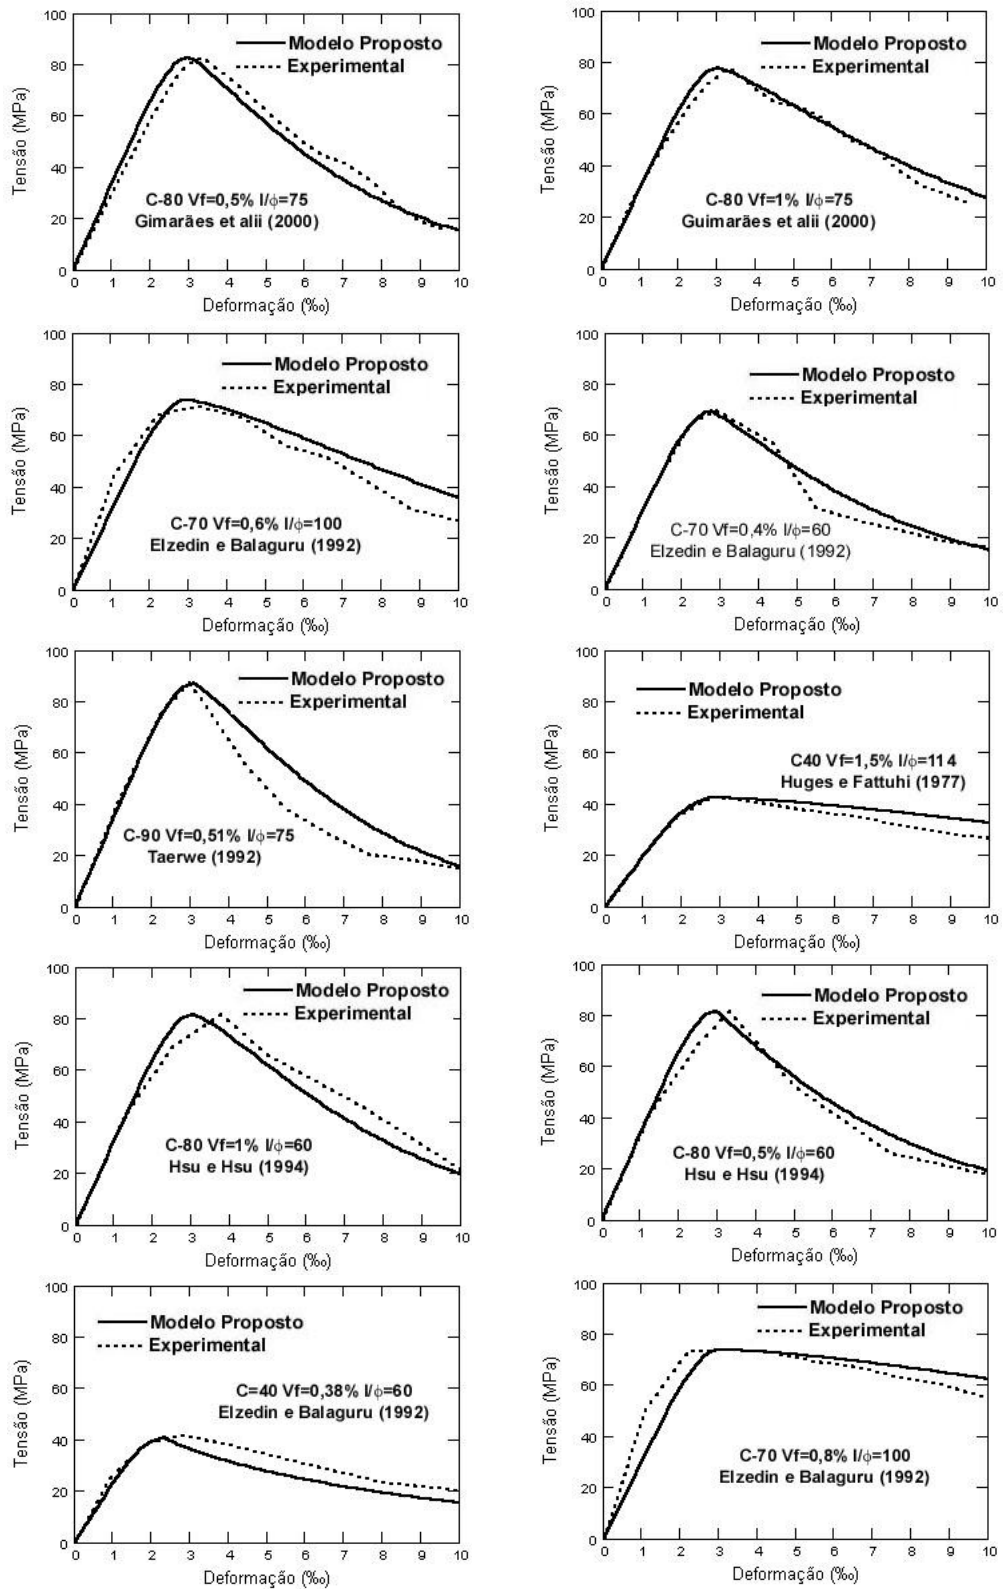 100
80
60
40
20
0
Tensão (MPa)
Modelo Proposto
Experimental
C-80 Vf=0,5% l/ϕ=75
Gimarães et alii (2000)
0 1 2 3 4 5 6 7 8 9 10
Deformação (‰)
100
80
60
40
20
0
Tensão (MPa)
Modelo Proposto
Experimental
C-80 Vf=1% l/ϕ=75
Guimarães et alii (2000)
0 1 2 3 4 5 6 7 8 9 10
Deformação (‰)
100
80
60
40
20
0
Tensão (MPa)
Modelo Proposto
Experimental
C-70 Vf=0,6% l/ϕ=100
Elzedin e Balaguru (1992)
0 1 2 3 4 5 6 7 8 9 10
Deformação (‰)
100
80
60
40
20
0
Tensão (MPa)
Modelo Proposto
Experimental
C-70 Vf=0,4% l/ϕ=60
Elzedin e Balaguru (1992)
0 1 2 3 4 5 6 7 8 9 10
Deformação (‰)
100
80
60
40
20
0
Tensão (MPa)
Modelo Proposto
Experimental
C-90 Vf=0,51% l/ϕ=75
Taerwe (1992)
0 1 2 3 4 5 6 7 8 9 10
Deformação (‰)
100
80
60
40
20
0
Tensão (MPa)
Modelo Proposto
Experimental
C40 Vf=1,5% l/ϕ=114
Huges e Fattuhi (1977)
0 1 2 3 4 5 6 7 8 9 10
Deformação (‰)
100
80
60
40
20
0
Tensão (MPa)
Modelo Proposto
Experimental
C-80 Vf=1% l/ϕ=60
Hsu e Hsu (1994)
0 1 2 3 4 5 6 7 8 9 10
Deformação (‰)
100
80
60
40
20
0
Tensão (MPa)
Modelo Proposto
Experimental
C-80 Vf=0,5% l/ϕ=60
Hsu e Hsu (1994)
0 1 2 3 4 5 6 7 8 9 10
Deformação (‰)
100
80
60
40
20
0
Tensão (MPa)
Modelo Proposto
Experimental
C=40 Vf=0,38% l/ϕ=60
Elzedin e Balaguru (1992)
0 1 2 3 4 5 6 7 8 9 10
Deformação (‰)
100
80
60
40
20
0
Tensão (MPa)
Modelo Proposto
Experimental
C-70 Vf=0,8% l/ϕ=100
Elzedin e Balaguru (1992)
0 1 2 3 4 5 6 7 8 9 10
Deformação (‰)